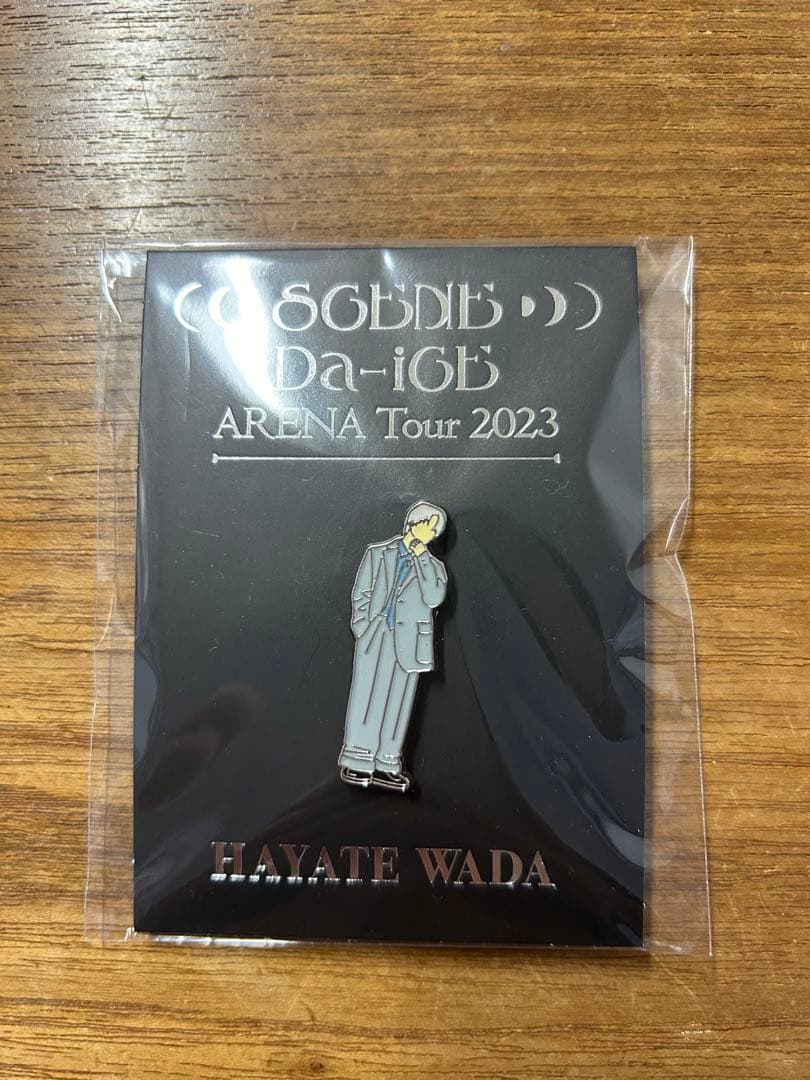 SCENE
Da-iCE
ARENA Tour 2023
HAYATE WADA